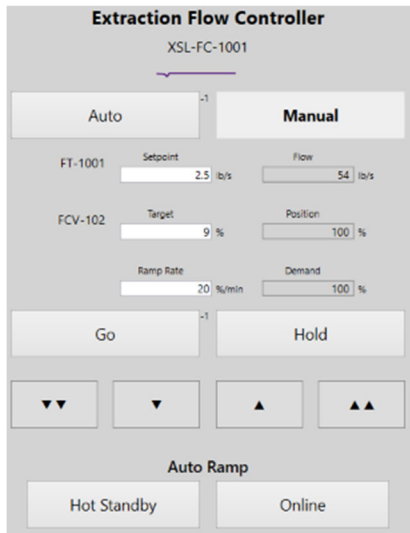 Extraction Flow Controller
XSL-FC-1001
Auto
-1
Manual
FT-1001
Setpoint
2.5 lb/s
Flow
54 lb/s
FCV-102
Target
9 %
Position
100 %
Ramp Rate
20 %/min
Demand
100 %
Go
-1
Hold
▼▼
▼
▲
▲▲
Auto Ramp
Hot Standby
Online